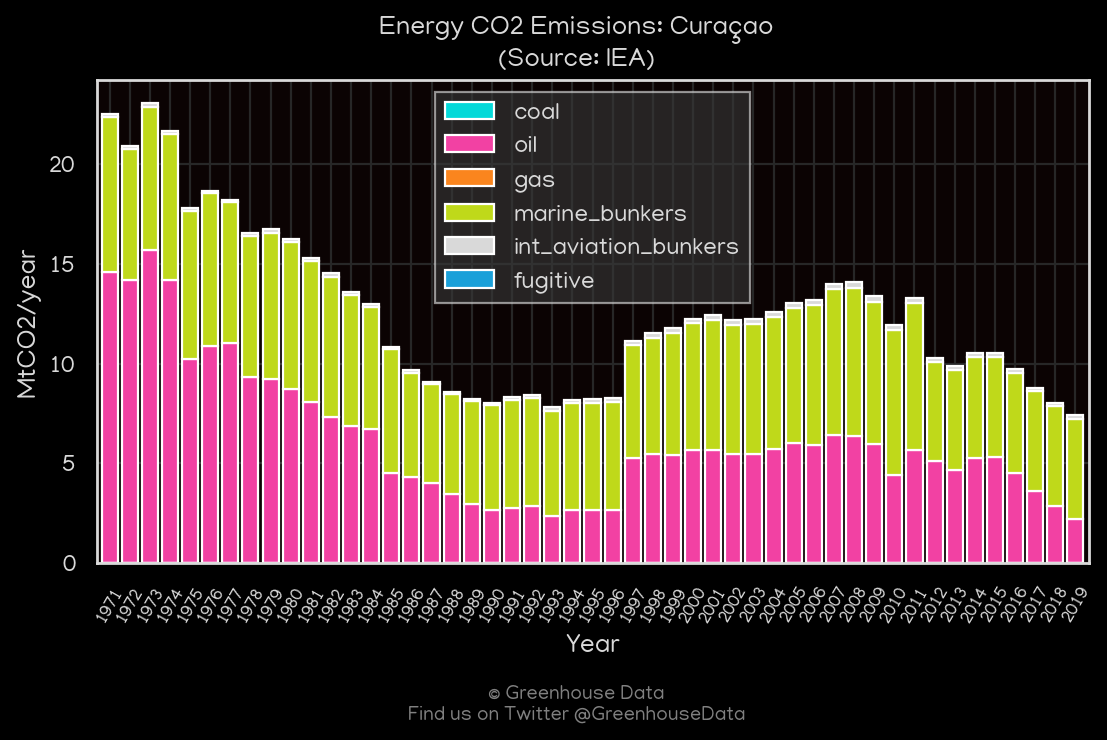 Energy CO2 Emissions: Curaçao
(Source: IEA)
coal
oil
gas
marine_bunkers
int_aviation_bunkers
fugitive
MtCO2/year
20
15
10
5
0
1971 1972 1973 1974 1975 1976 1977 1978 1979 1980 1981 1982 1983 1984 1985 1986 1987 1988 1989 1990 1991 1992 1993 1994 1995 1996 1997 1998 1999 2000 2001 2002 2003 2004 2005 2006 2007 2008 2009 2010 2011 2012 2013 2014 2015 2016 2017 2018 2019
Year
© Greenhouse Data
Find us on Twitter @GreenhouseData